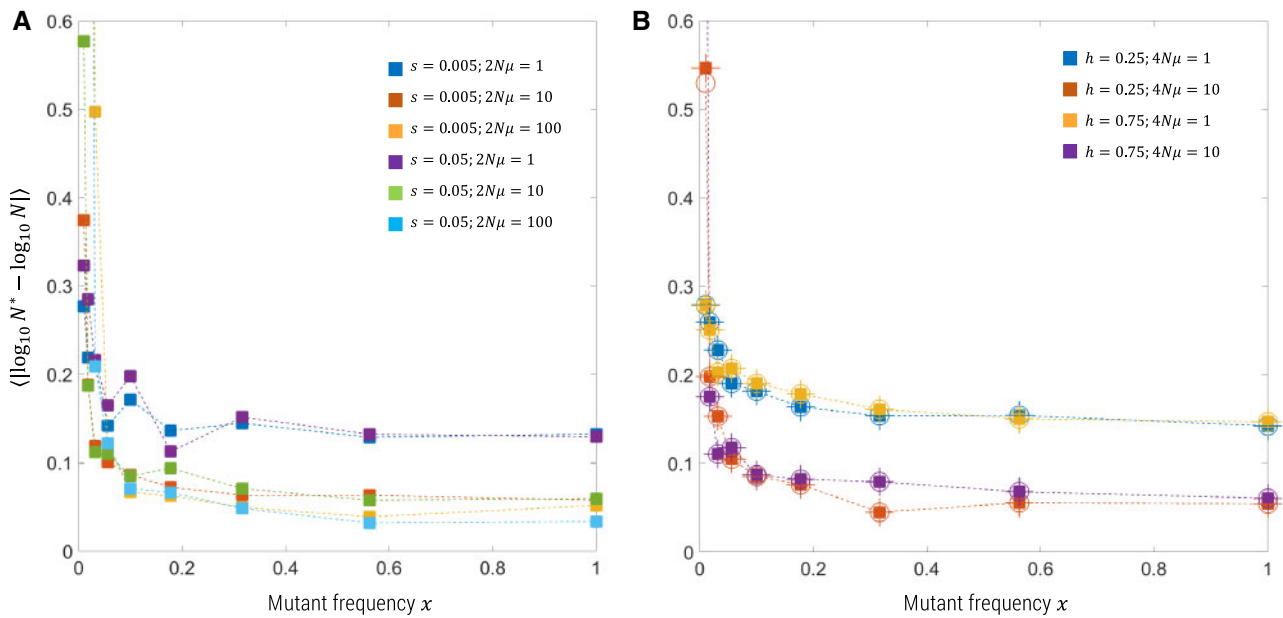 A
0.6
0.5
0.4
0.3
0.2
0.1
0
0
0.2
0.4
0.6
0.8
1
s = 0.005; 2Nμ = 1
s = 0.005; 2Nμ = 10
s = 0.005; 2Nμ = 100
s = 0.05; 2Nμ = 1
s = 0.05; 2Nμ = 10
s = 0.05; 2Nμ = 100
⟨|log₁₀ N* − log₁₀ N|⟩
Mutant frequency x
B
0.6
0.5
0.4
0.3
0.2
0.1
0
0
0.2
0.4
0.6
0.8
1
h = 0.25; 4Nμ = 1
h = 0.25; 4Nμ = 10
h = 0.75; 4Nμ = 1
h = 0.75; 4Nμ = 10
Mutant frequency x